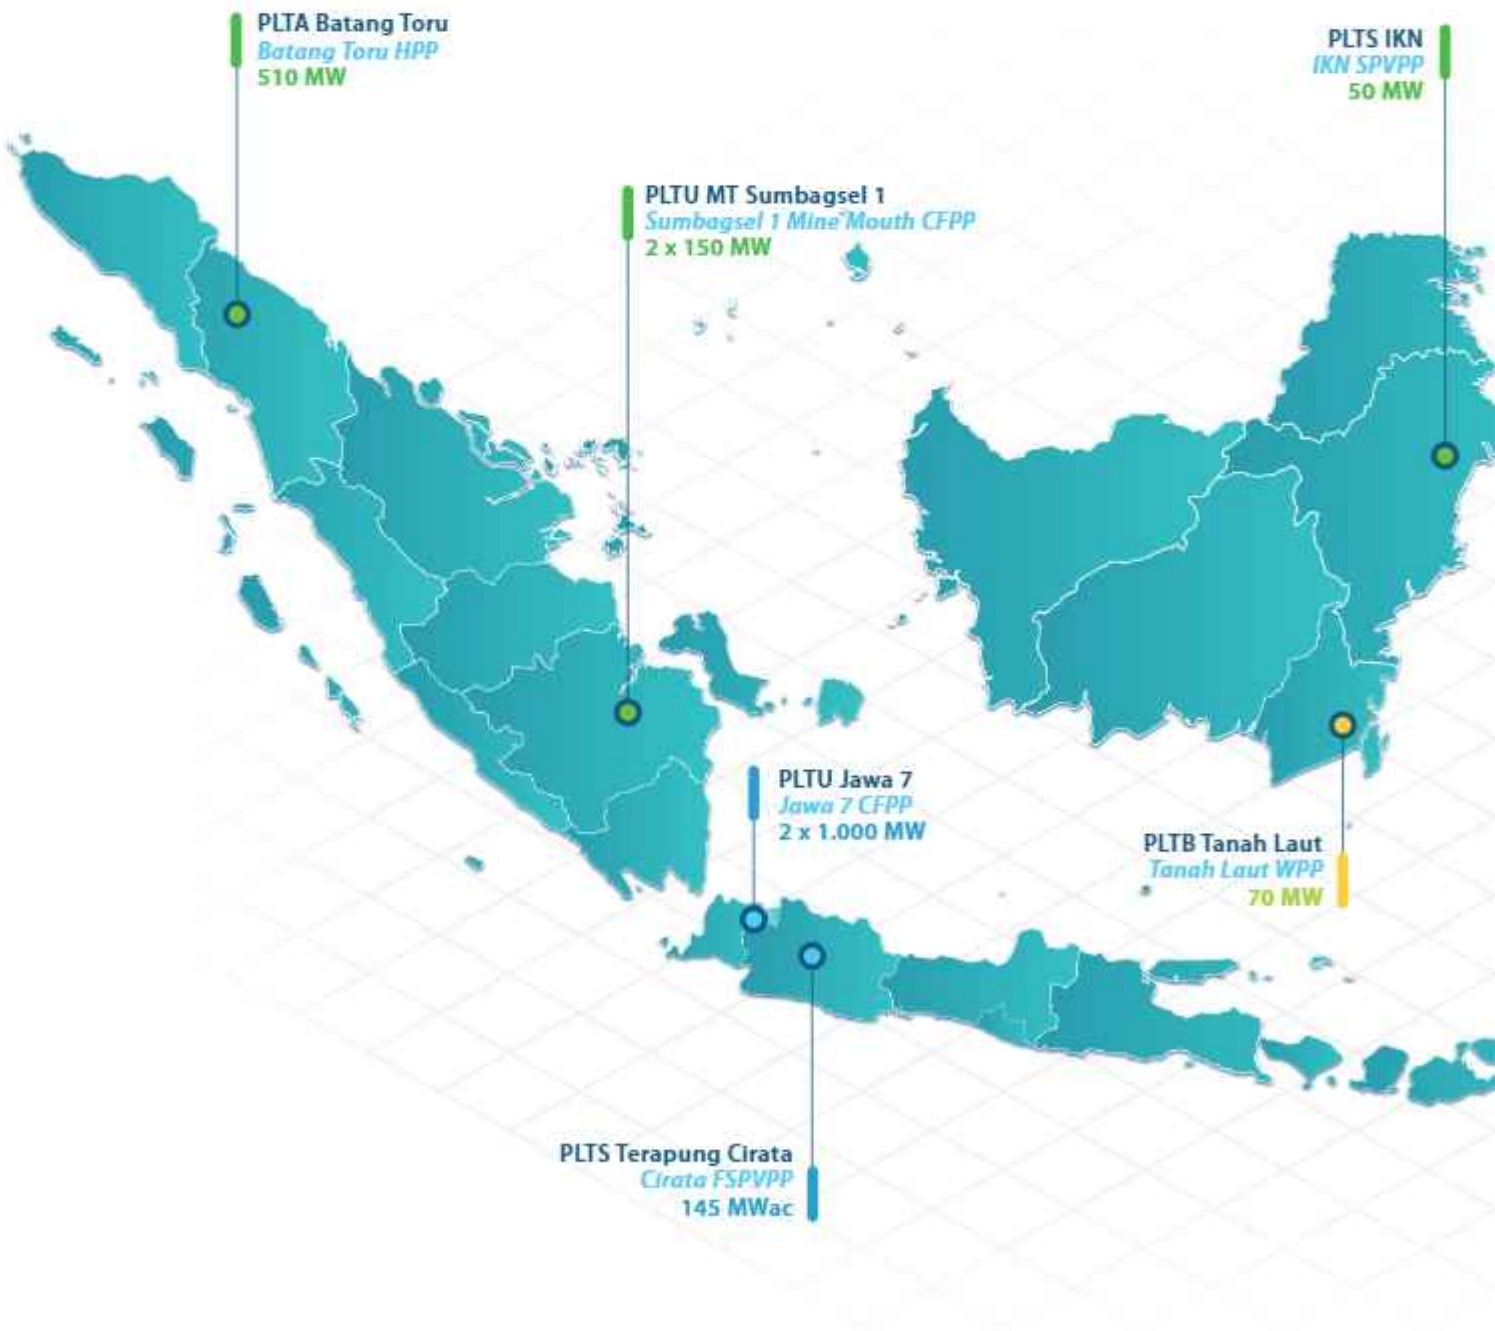 PLTA Batang Toru
Batang Toru HPP
510 MW
PLTS IKN
IKN SPVPP
50 MW
PLTU MT Sumbagsel 1
Sumbagsel 1 Mine Mouth CFPP
2 x 150 MW
PLTU Jawa 7
Jawa 7 CFPP
2 x 1.000 MW
PLTB Tanah Laut
Tanah Laut WPP
70 MW
PLTS Terapung Cirata
Cirata FSPVPP
145 MWac